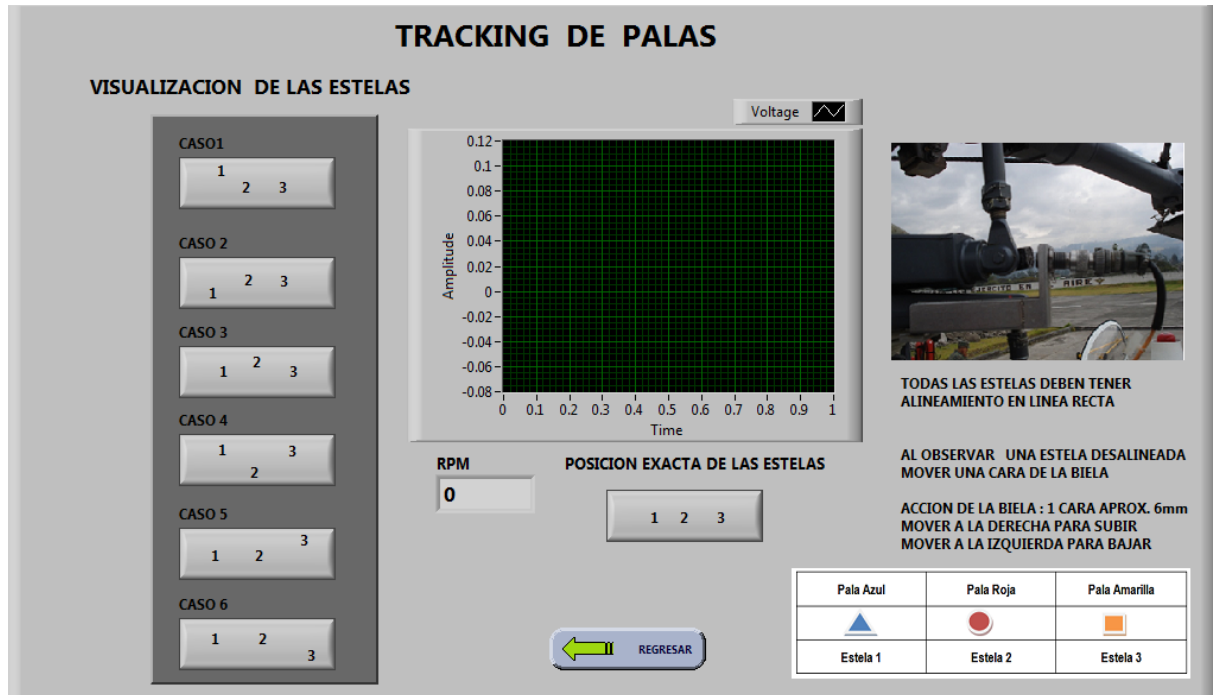 TRACKING DE PALAS
VISUALIZACION DE LAS ESTELAS
CASO1
1
2 3
CASO 2
2 3
1
CASO 3
2
1 3
CASO 4
1 3
2
CASO 5
3
1 2
CASO 6
1 2
3
Voltage
0.12
0.1
0.08
0.06
0.04
0.02
0
-0.02
-0.04
-0.06
-0.08
Amplitude
0 0.1 0.2 0.3 0.4 0.5 0.6 0.7 0.8 0.9 1
Time
RPM
0
POSICION EXACTA DE LAS ESTELAS
1 2 3
REGRESAR
EJERCITO EN AIRE
TODAS LAS ESTELAS DEBEN TENER
ALINEAMIENTO EN LINEA RECTA
AL OBSERVAR UNA ESTELA DESALINEADA
MOVER UNA CARA DE LA BIELA
ACCION DE LA BIELA : 1 CARA APROX. 6mm
MOVER A LA DERECHA PARA SUBIR
MOVER A LA IZQUIERDA PARA BAJAR
Pala Azul Pala Roja Pala Amarilla
Estela 1 Estela 2 Estela 3